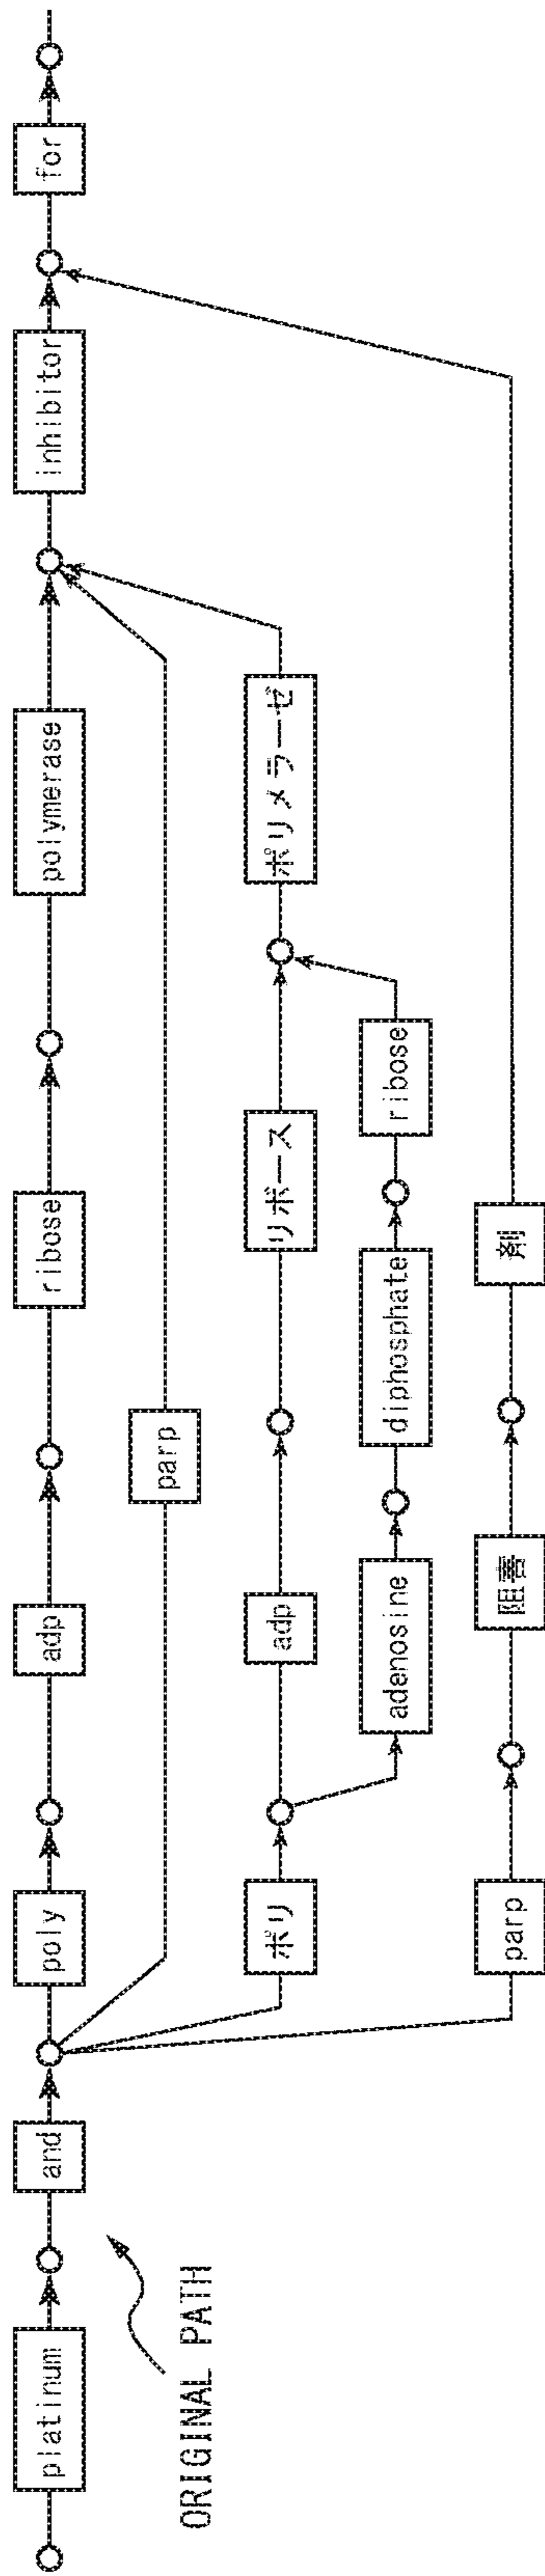 platinum
and
poly
adp
ribose
polymerase
inhibitor
for
ORIGINAL PATH
parp
ポリ
adp
リボース
ポリメラーゼ
adenosine
diphosphate
ribose
parp
阻害
剤